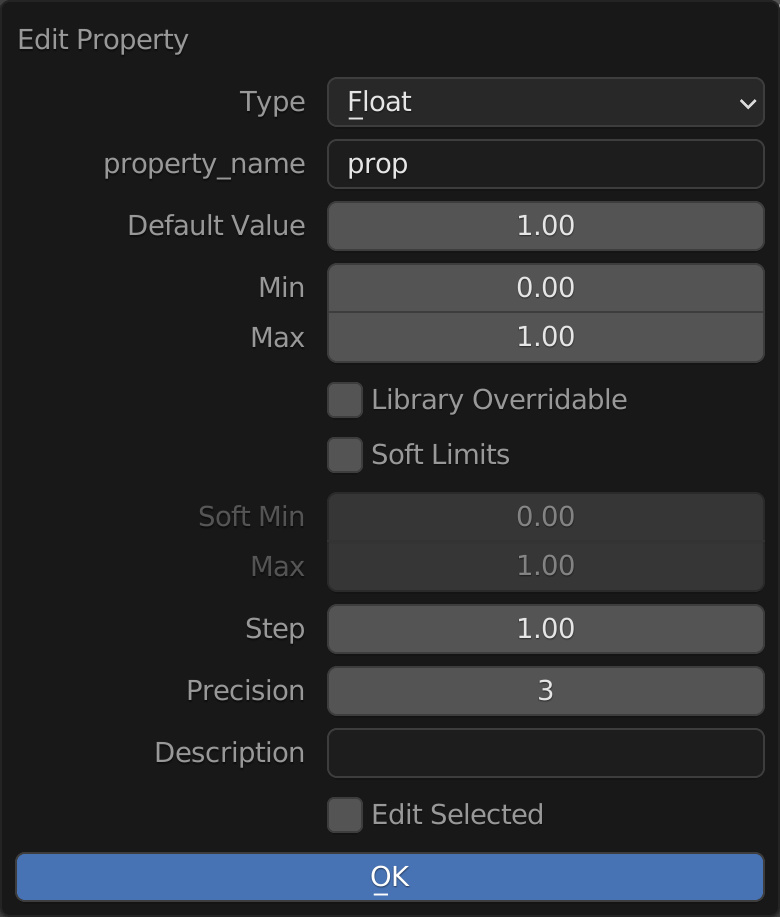 Edit Property
Type Float
property_name prop
Default Value 1.00
Min 0.00
Max 1.00
Library Overridable
Soft Limits
Soft Min 0.00
Max 1.00
Step 1.00
Precision 3
Description
Edit Selected
OK